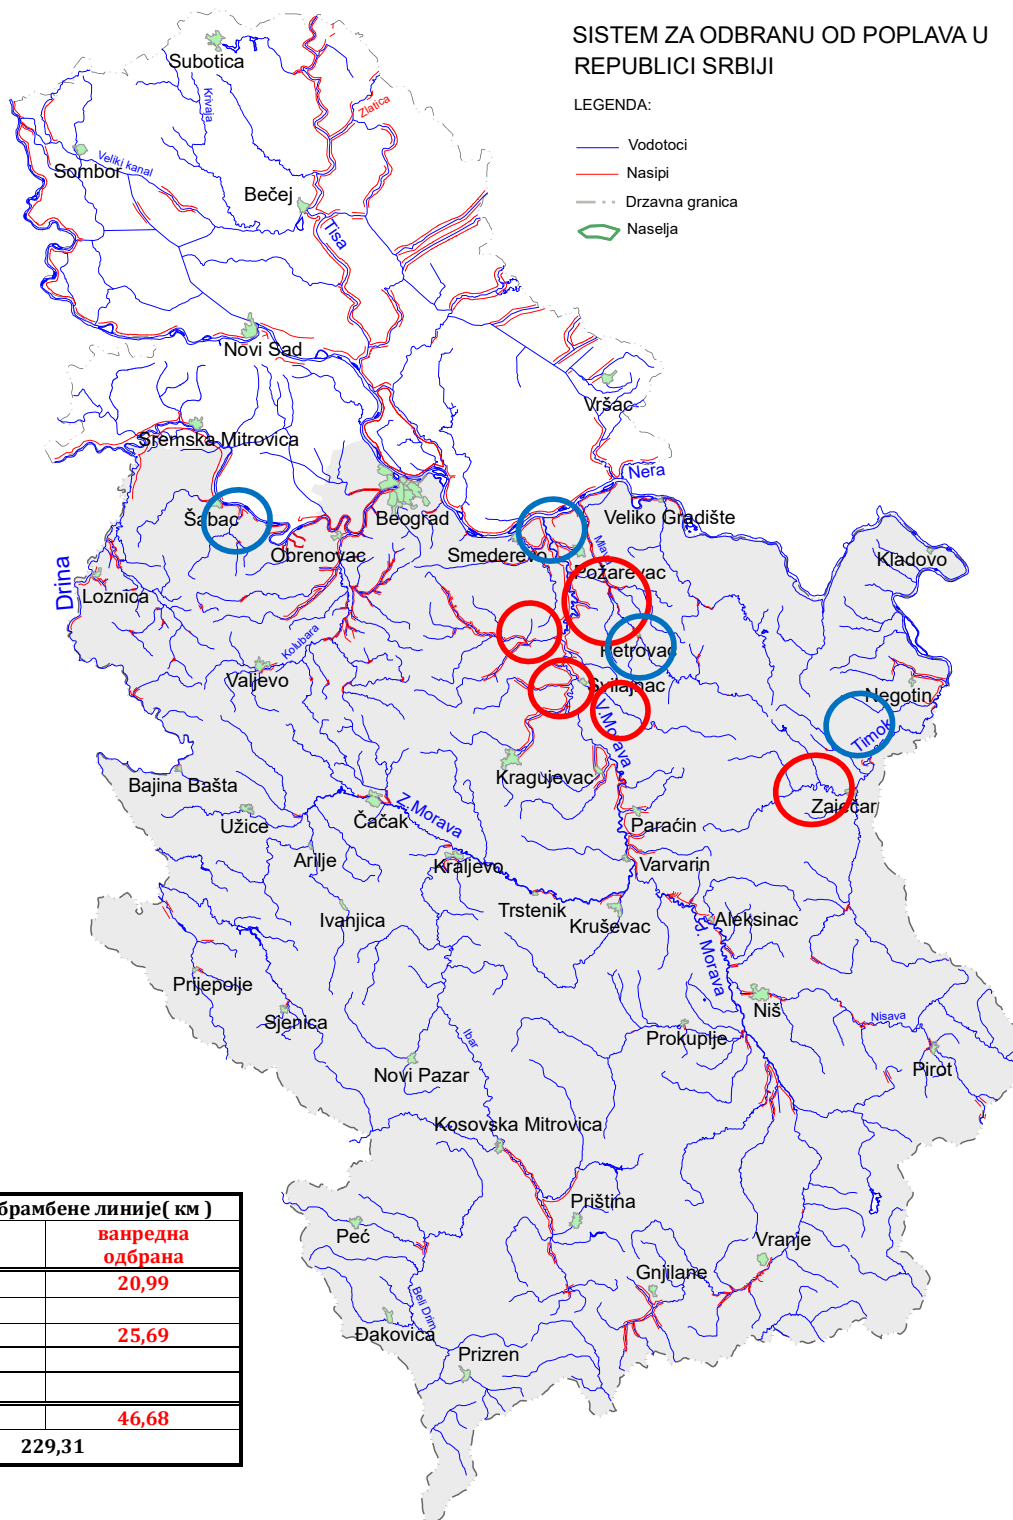 SISTEM ZA ODBRANU OD POPLAVA U
REPUBLICI SRBIJI
LEGENDA:
Vodotoci
Nasipi
Drzavna granica
Naselja
Subotica
Krivaja
Zlatica
Sombor
Veliki kanal
Bečej
Tisa
Novi Sad
Vršac
Sremska Mitrovica
Nera
Šabac
Beograd
Veliko Gradište
Obrenovac
Smederevo
Kladovo
Drina
Loznica
Požarevac
Kolubara
Petrovac
Valjevo
Svilajnac
Negotin
V.Morava
Timok
Bajina Bašta
Kragujevac
Užice
Čačak
Z.Morava
Zaječar
Paraćin
Arilje
Kraljevo
Varvarin
Ivanjica
Trstenik
Kruševac
Aleksinac
J. Morava
Prijepolje
Sjenica
Niš
Nisava
Ibar
Prokuplje
Novi Pazar
Pirot
Kosovska Mitrovica
Priština
Peć
Vranje
Gnjilane
Beli Drim
Đakovica
Prizren
брамбене линије( км )
ванредна
одбрана
20,99
25,69
46,68
229,31